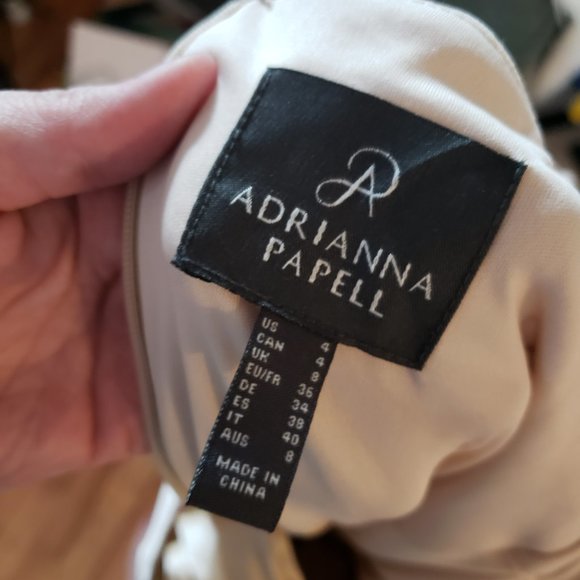 AP
ADRIANNA
PAPELL
US 4
CAN 4
UK 8
EU/FR 36
DE 34
ES 38
IT 40
AUS 8
MADE IN
CHINA